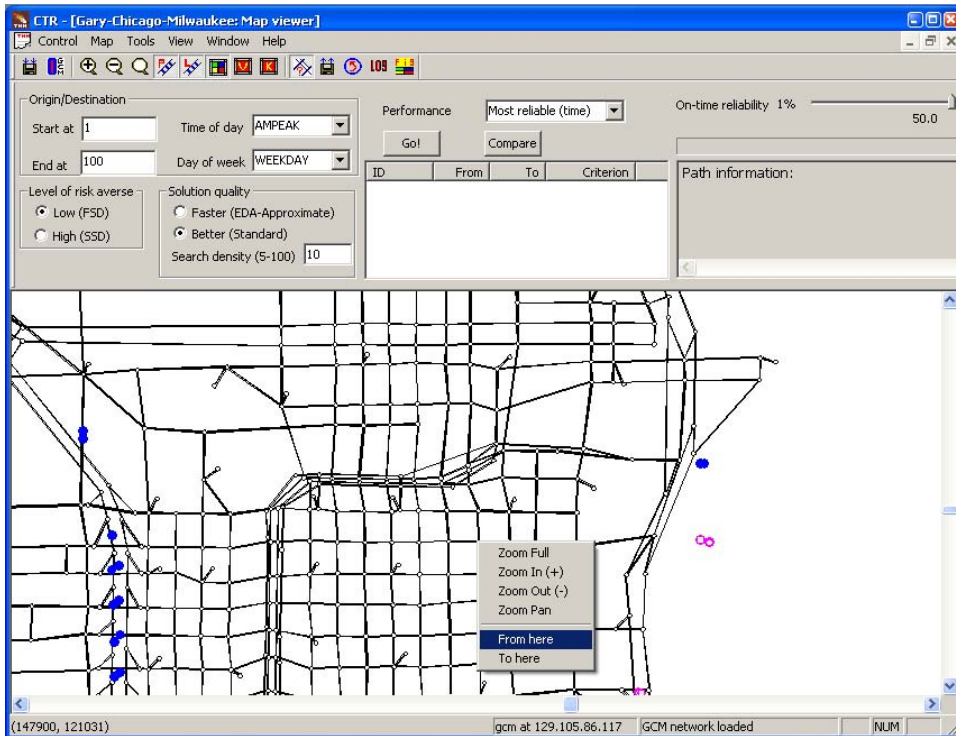 CTR - [Gary-Chicago-Milwaukee: Map viewer]
Control Map Tools View Window Help
LOS
Origin/Destination
Start at 1 Time of day AMPEAK
End at 100 Day of week WEEKDAY
Level of risk averse
Low (FSD)
High (SSD)
Solution quality
Faster (EDA-Approximate)
Better (Standard)
Search density (5-100) 10
Performance Most reliable (time)
Go! Compare
ID From To Criterion
On-time reliability 1%
50.0
Path information:
Zoom Full
Zoom In (+)
Zoom Out (-)
Zoom Pan
From here
To here
(147900, 121031) gcm at 129.105.86.117 GCM network loaded NUM